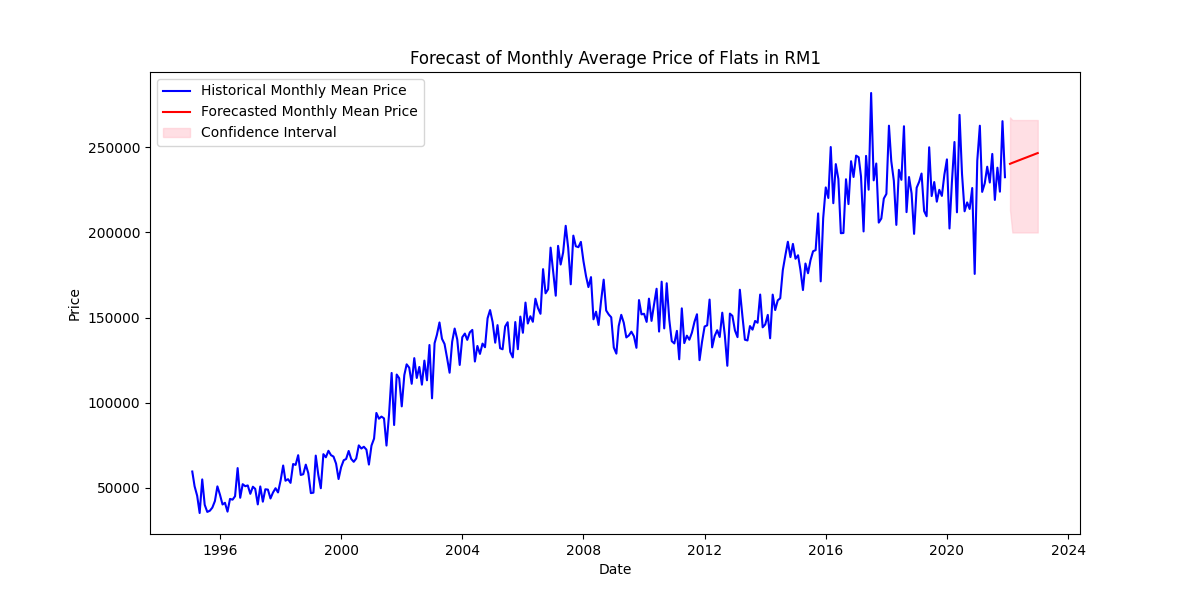 Forecast of Monthly Average Price of Flats in RM1
Historical Monthly Mean Price
Forecasted Monthly Mean Price
Confidence Interval
Price
250000
200000
150000
100000
50000
1996 2000 2004 2008 2012 2016 2020 2024
Date